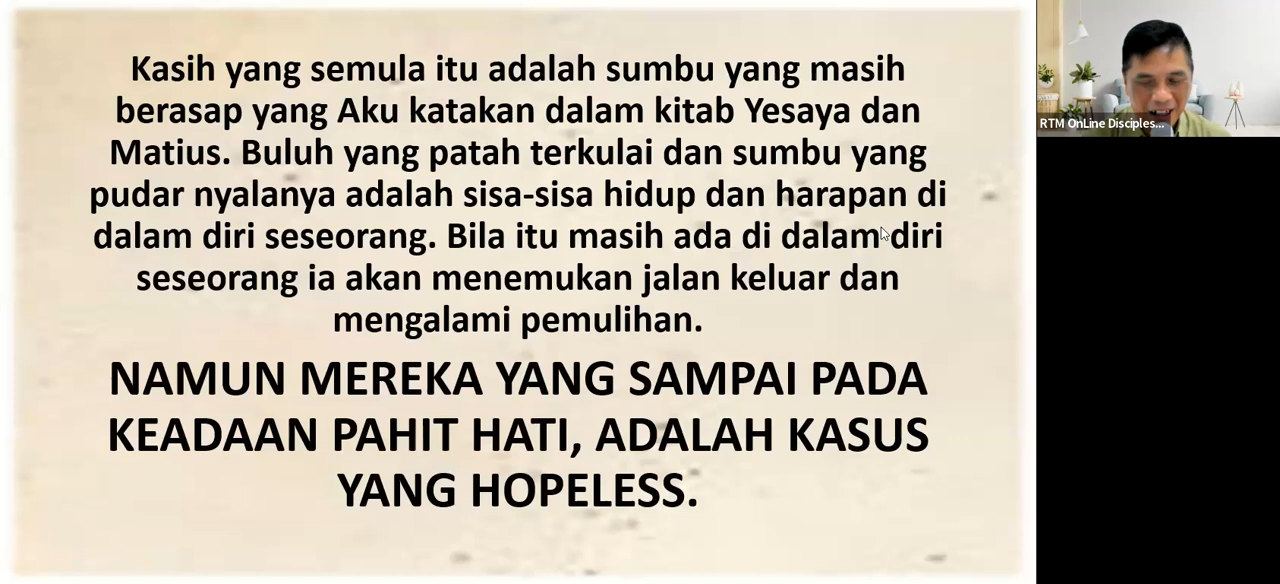 Kasih yang semula itu adalah sumbu yang masih
berasap yang Aku katakan dalam kitab Yesaya dan
Matius. Buluh yang patah terkulai dan sumbu yang
pudar nyalanya adalah sisa-sisa hidup dan harapan di
dalam diri seseorang. Bila itu masih ada di dalam diri
seseorang ia akan menemukan jalan keluar dan
mengalami pemulihan.
NAMUN MEREKA YANG SAMPAI PADA
KEADAAN PAHIT HATI, ADALAH KASUS
YANG HOPELESS.
RTM OnLine Disciples...